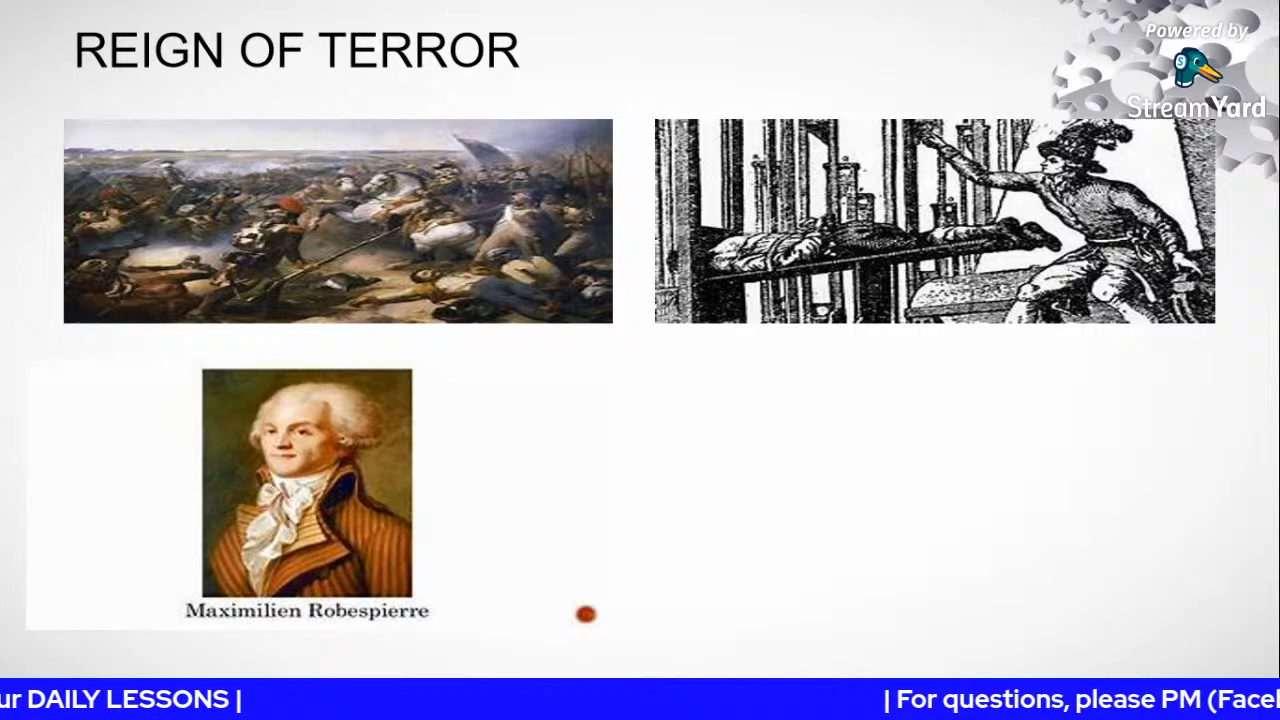 REIGN OF TERROR
Powered by
StreamYard
Maximilien Robespierre
ur DAILY LESSONS |
| For questions, please PM (Facel